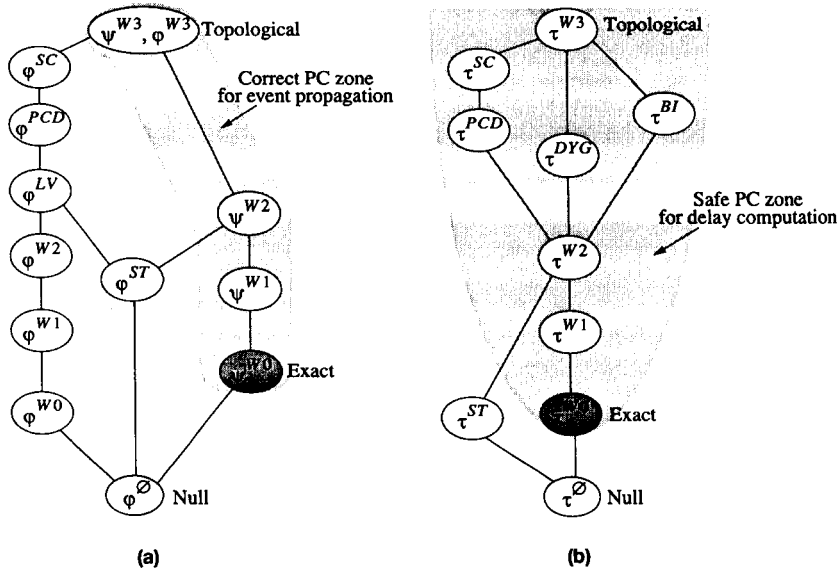 ψ^W3, φ^W3 Topological
φ^SC
Correct PC zone
for event propagation
φ^PCD
φ^LV
ψ^W2
φ^W2
φ^ST
ψ^W1
φ^W1
Exact
φ^W0
φ^∅ Null
(a)
Topological
τ^W3
τ^SC
τ^BI
τ^PCD
τ^DYG
Safe PC zone
for delay computation
τ^W2
τ^W1
τ^ST
Exact
τ^∅ Null
(b)